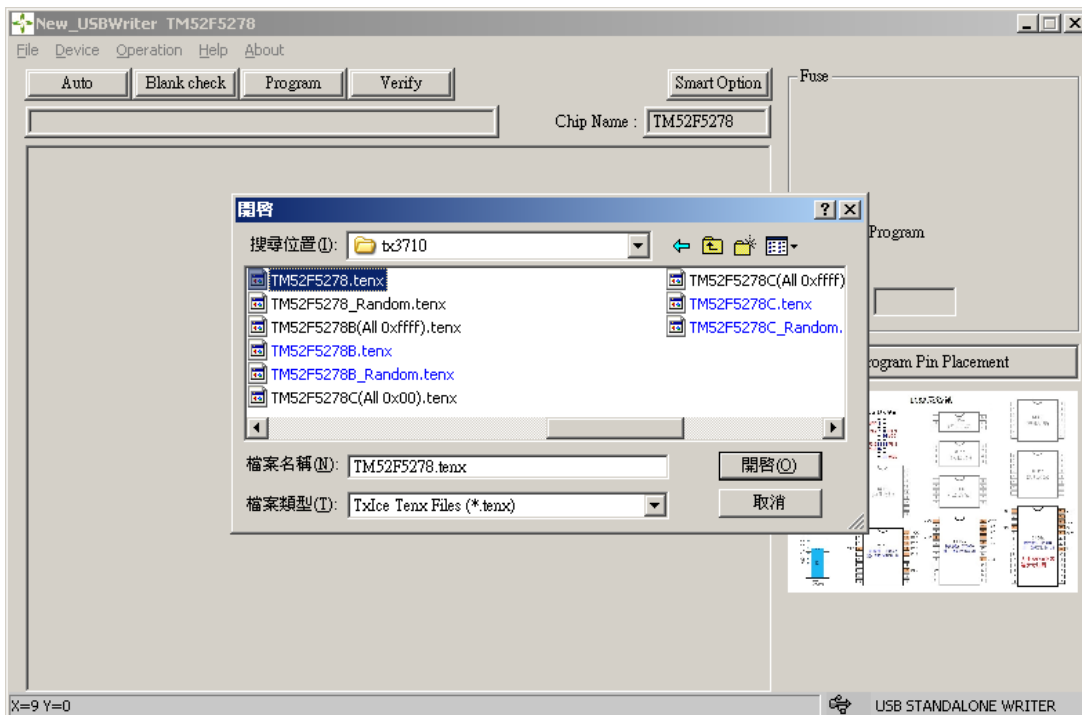 New_USBWriter TM52F5278
File Device Operation Help About
Auto Blank check Program Verify Smart Option Fuse
Chip Name : TM52F5278
開啓
搜尋位置(I): tx3710
Program
TM52F5278.tenx
TM52F5278_Random.tenx
TM52F5278B(All 0xffff).tenx
TM52F5278B.tenx
TM52F5278B_Random.tenx
TM52F5278C(All 0x00).tenx
TM52F5278C(All 0xffff)
TM52F5278C.tenx
TM52F5278C_Random.
rogram Pin Placement
檔案名稱(N): TM52F5278.tenx 開啓(O)
檔案類型(T): TxIce Tenx Files (*.tenx) 取消
X=9 Y=0 USB STANDALONE WRITER